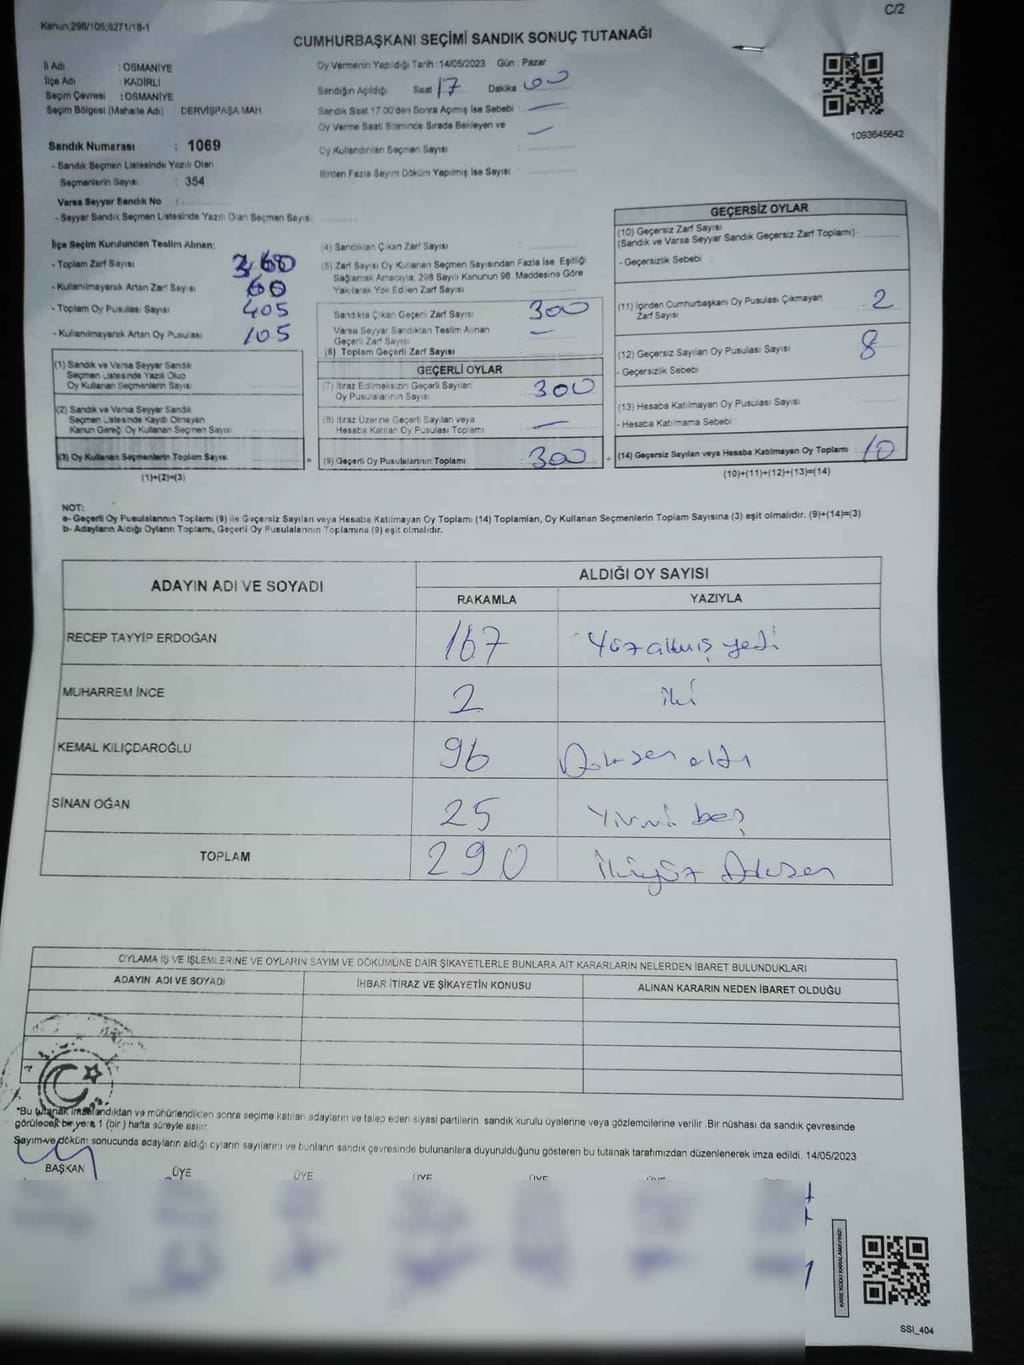 C/2
Kanun;298/105;6271/18-1
CUMHURBAŞKANI SEÇİMİ SANDIK SONUÇ TUTANAĞI
İl Adı : OSMANİYE
İlçe Adı : KADİRLİ
Seçim Çevresi : OSMANİYE
Seçim Bölgesi (Mahalle Adı) DERVİŞPAŞA MAH
Sandık Numarası : 1069
- Sandık Seçmen Listesinde Yazılı Olan
Seçmenlerin Sayısı : 354
Varsa Seyyar Sandık No
- Seyyar Sandık Seçmen Listesinde Yazılı Olan Seçmen Sayısı
Oy Vermenin Yapıldığı Tarih :14/05/2023 Gün : Pazar
Sandığın Açıldığı Saat 17 Dakika 00
Sandık Saat 17:00'den Sonra Açımış İse Sebebi : —
Oy Verme Saati Bitiminde Sırada Bekleyen ve —
Oy Kullandırılan Seçmen Sayısı
Birden Fazla Sayım Döküm Yapılmış İse Sayısı
1093645642
İlçe Seçim Kurulundan Teslim Alınan:
- Toplam Zarf Sayısı 360
- Kullanılmayarak Artan Zarf Sayısı 60
- Toplam Oy Pusulası Sayısı 405
- Kullanılmayarak Artan Oy Pusulası 105
(1) Sandık ve Varsa Seyyar Sandık
Seçmen Listesinde Yazılı Olup
Oy Kullanan Seçmenlerin Sayısı
(2) Sandık ve Varsa Seyyar Sandık
Seçmen Listesinde Kayıtlı Olmayan
Kanun Gereği Oy Kullanan Seçmen Sayısı
(3) Oy Kullanan Seçmenlerin Toplam Sayısı =
(1)+(2)=(3)
(4) Sandıktan Çıkan Zarf Sayısı
(5) Zarf Sayısı Oy Kullanan Seçmen Sayısından Fazla İse, Eşitliği
Sağlamak Amacıyla, 298 Sayılı Kanunun 98. Maddesine Göre
Yakılarak Yok Edilen Zarf Sayısı
Sandıkta Çıkan Geçerli Zarf Sayısı 300
Varsa Seyyar Sandıktan Teslim Alınan —
Geçerli Zarf Sayısı
(6) Toplam Geçerli Zarf Sayısı
GEÇERLİ OYLAR
(7) İtiraz Edilmeksizin Geçerli Sayılan 300
Oy Pusulalarının Sayısı
(8) İtiraz Üzerine Geçerli Sayılan veya —
Hesaba Katılan Oy Pusulası Toplamı
(9) Geçerli Oy Pusulalarının Toplamı 300 +
GEÇERSİZ OYLAR
(10) Geçersiz Zarf Sayısı
(Sandık ve Varsa Seyyar Sandık Geçersiz Zarf Toplamı)
- Geçersizlik Sebebi :
(11) İçinden Cumhurbaşkanı Oy Pusulası Çıkmayan 2
Zarf Sayısı
(12) Geçersiz Sayılan Oy Pusulası Sayısı 8
- Geçersizlik Sebebi :
(13) Hesaba Katılmayan Oy Pusulası Sayısı
- Hesaba Katılmama Sebebi :
(14) Geçersiz Sayılan veya Hesaba Katılmayan Oy Toplamı : 10
(10)+(11)+(12)+(13)=(14)
NOT:
a- Geçerli Oy Pusulalarının Toplamı (9) ile Geçersiz Sayılan veya Hesaba Katılmayan Oy Toplamı (14) Toplamları, Oy Kullanan Seçmenlerin Toplam Sayısına (3) eşit olmalıdır. (9)+(14)=(3)
b- Adayların Aldığı Oyların Toplamı, Geçerli Oy Pusulalarının Toplamına (9) eşit olmalıdır.
ADAYIN ADI VE SOYADI ALDIĞI OY SAYISI
RAKAMLA YAZIYLA
RECEP TAYYİP ERDOĞAN 167 Yüzaltmış yedi
MUHARREM İNCE 2 iki
KEMAL KILIÇDAROĞLU 96 Doksan altı
SİNAN OĞAN 25 Yirmi beş
TOPLAM 290 ikiyüz Doksan
OYLAMA İŞ VE İŞLEMLERİNE VE OYLARIN SAYIM VE DÖKÜMÜNE DAİR ŞİKAYETLERLE BUNLARA AİT KARARLARIN NELERDEN İBARET BULUNDUKLARI
ADAYIN ADI VE SOYADI İHBAR İTİRAZ VE ŞİKAYETİN KONUSU ALINAN KARARIN NEDEN İBARET OLDUĞU
*Bu tutanak imzalandıktan ve mühürlendikten sonra seçime katılan adayların ve talep eden siyasi partilerin sandık kurulu üyelerine veya gözlemcilerine verilir. Bir nüshası da sandık çevresinde
görülecek bir yere 1 (bir) hafta süreyle asılır.
Sayım ve döküm sonucunda adayların aldığı oyların sayılarını ve bunların sandık çevresinde bulunanlara duyurulduğunu gösteren bu tutanak tarafımızdan düzenlenerek imza edildi. 14/05/2023
BAŞKAN ÜYE ÜYE ÜYE ÜYE ÜYE
KARE KODU KARALAMAYINIZ!
SSI_404